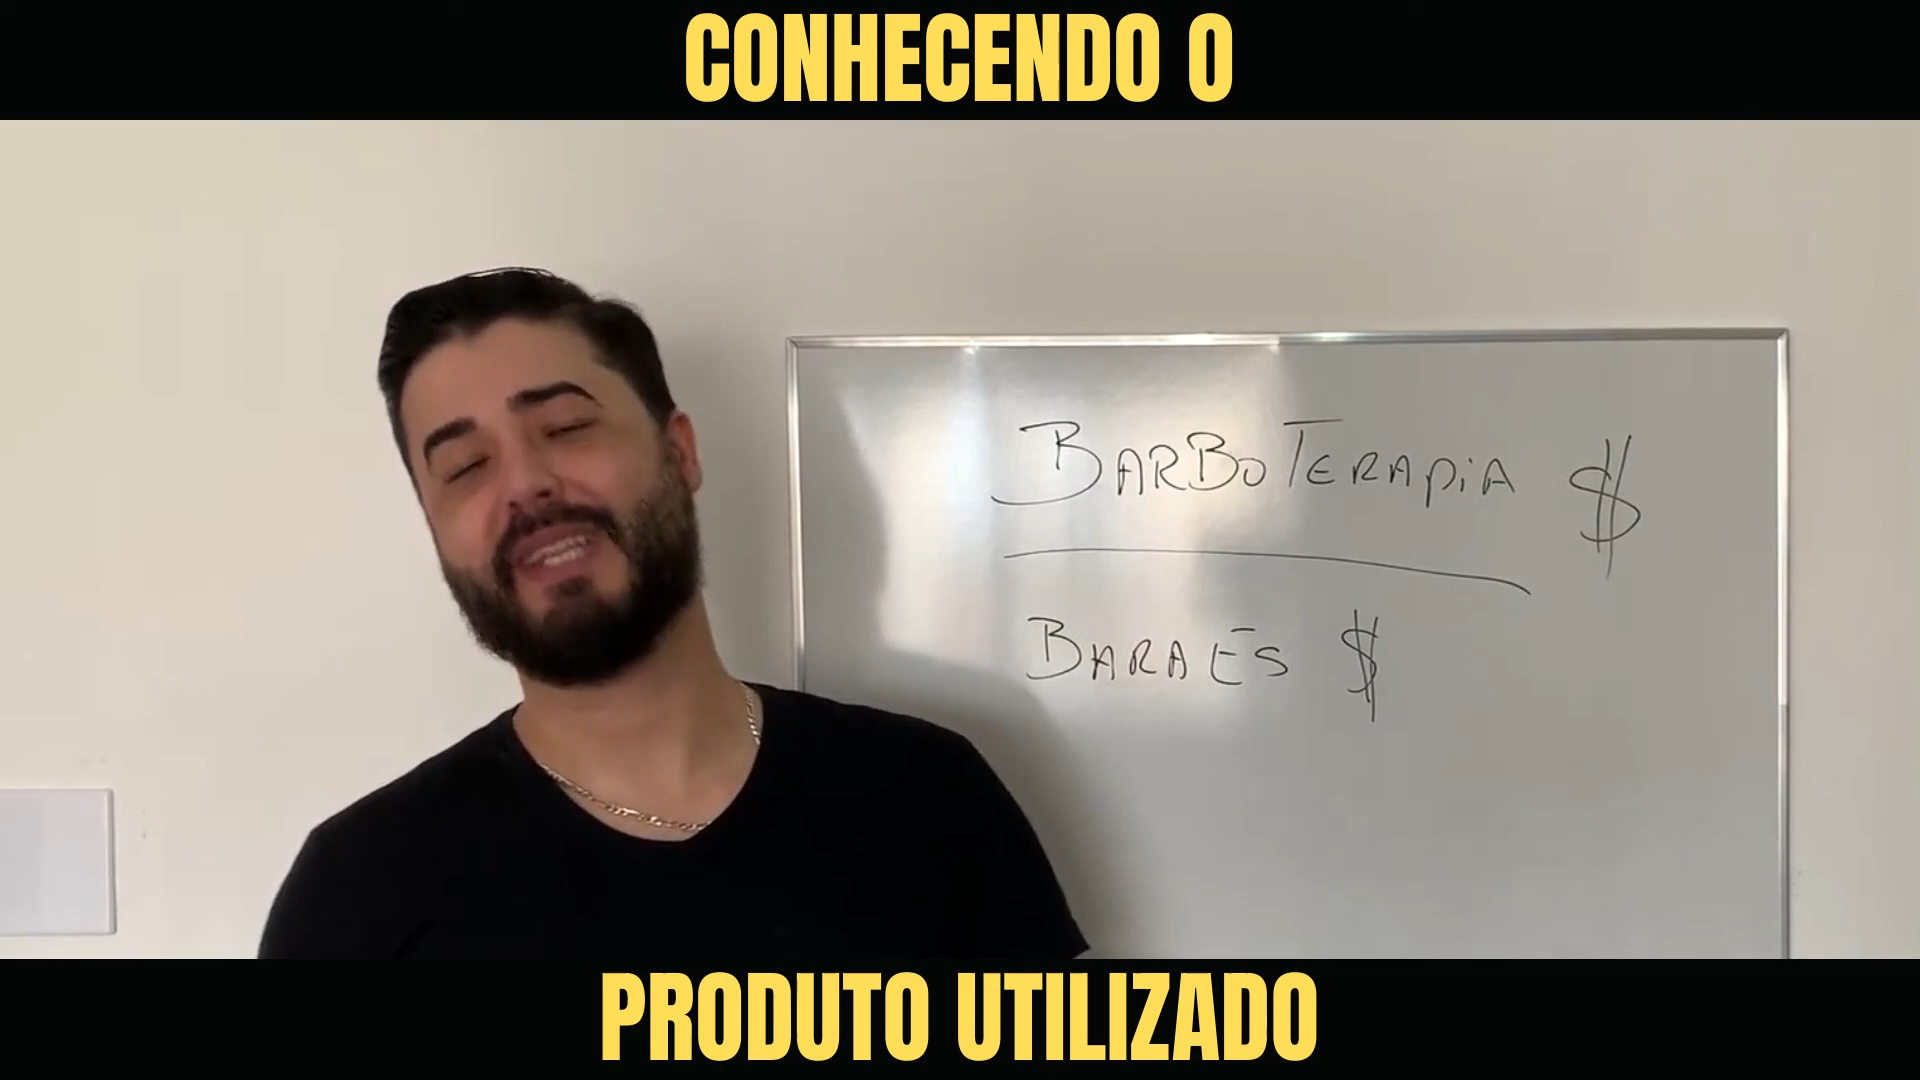 CONHECENDO O
BARBOTERAPIA $
BARAES $
PRODUTO UTILIZADO